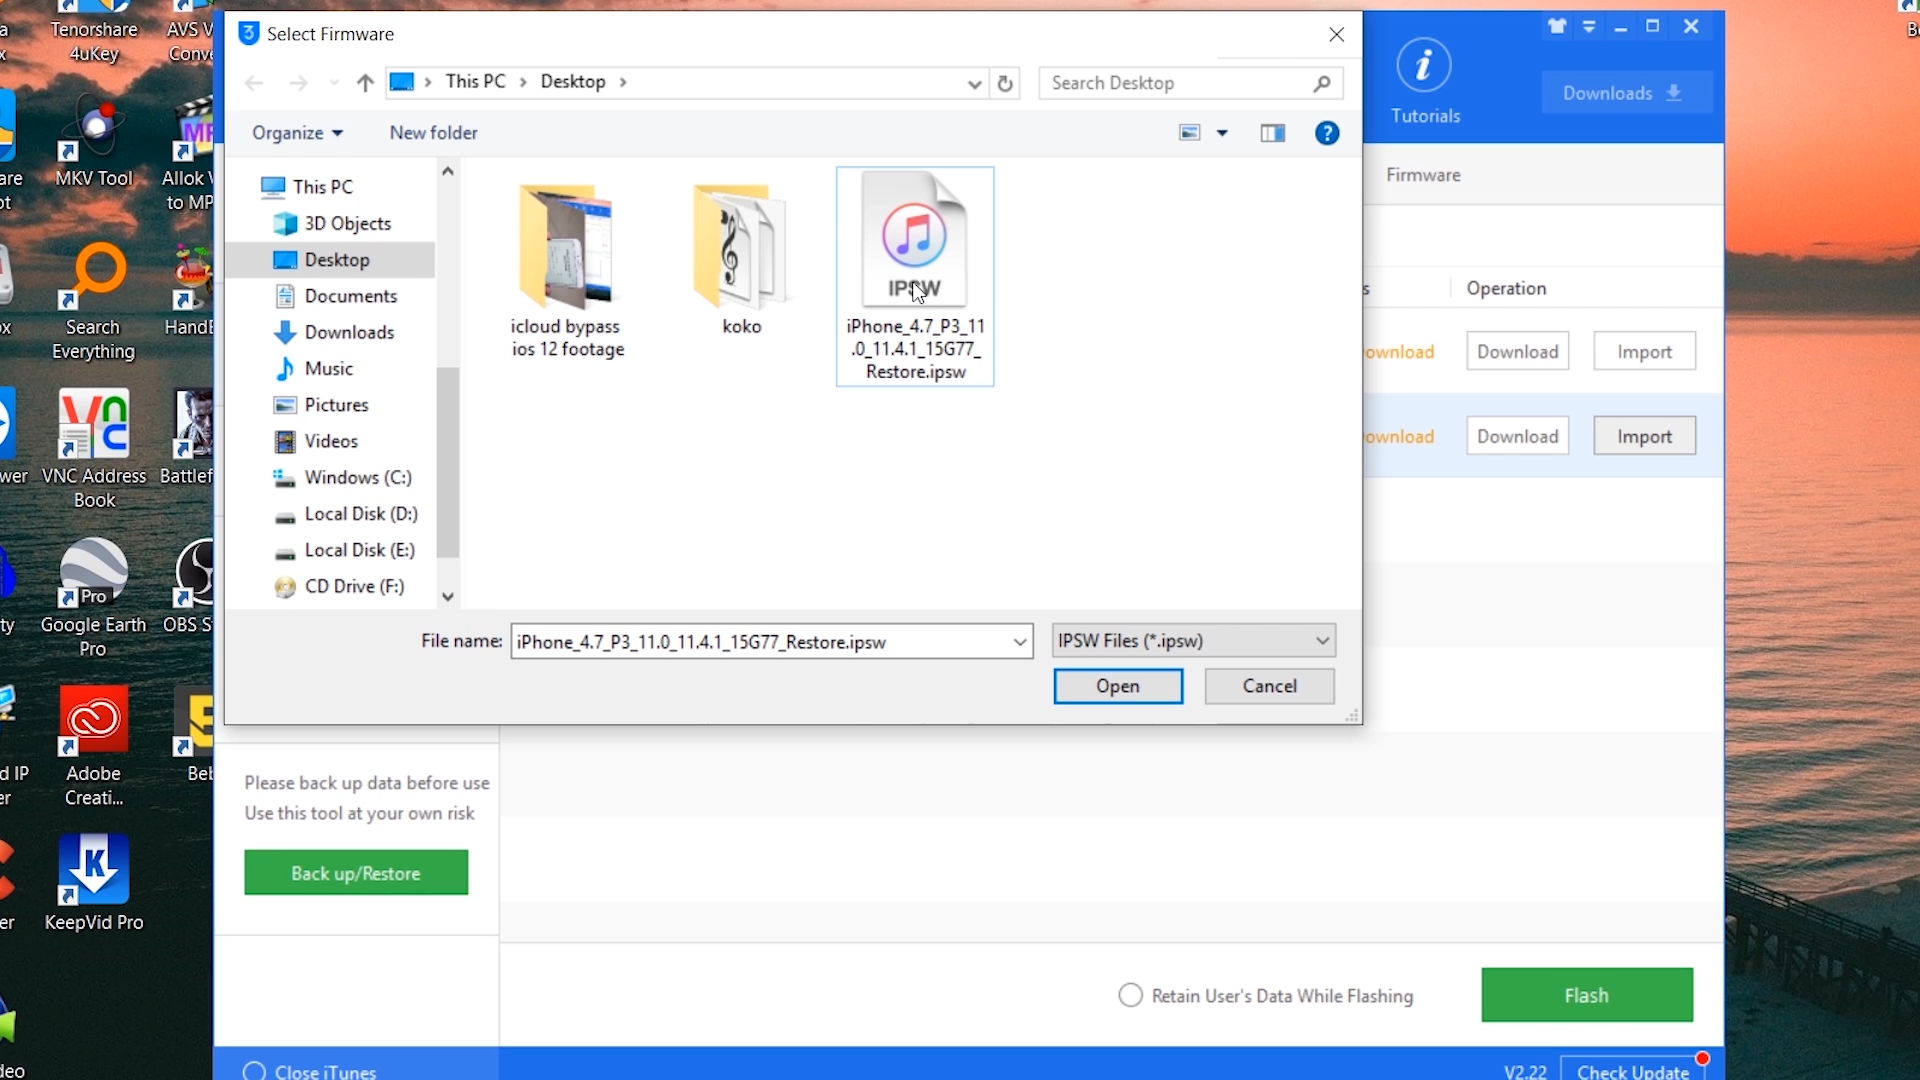 Tenorshare
4uKey
AVS V
Conve
MKV Tool
Allok V
to MP
Search
Everything
HandB
VNC Address
Book
Battlef
Pro
Google Earth
Pro
OBS S
Adobe
Creati...
Beb
KeepVid Pro
Select Firmware
This PC > Desktop >
Search Desktop
Organize
New folder
This PC
3D Objects
Desktop
Documents
Downloads
Music
Pictures
Videos
Windows (C:)
Local Disk (D:)
Local Disk (E:)
CD Drive (F:)
icloud bypass
ios 12 footage
koko
IPSW
iPhone_4.7_P3_11
.0_11.4.1_15G77_
Restore.ipsw
File name: iPhone_4.7_P3_11.0_11.4.1_15G77_Restore.ipsw
IPSW Files (*.ipsw)
Open Cancel
Tutorials
Downloads
Firmware
s Operation
ownload Download Import
ownload Download Import
Please back up data before use
Use this tool at your own risk
Back up/Restore
Retain User's Data While Flashing
Flash
Close iTunes
V2.22
Check Update